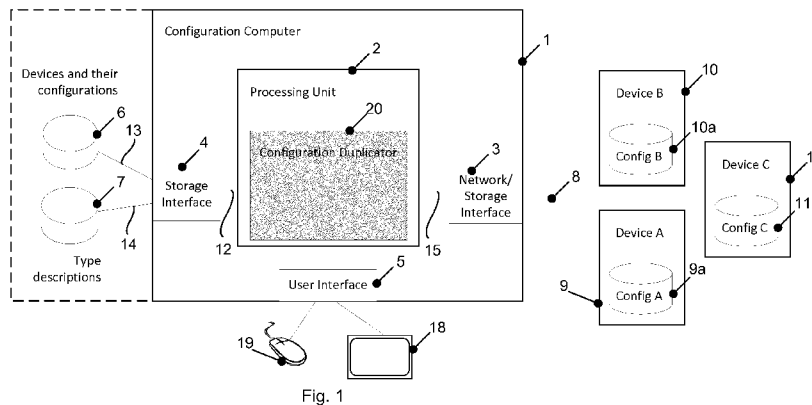 Configuration Computer
1
2
Devices and their
configurations
Processing Unit
Device B
10
6
20
13
4
Configuration Duplicator
3
10a
Config B
Device C
1
7
Storage
Interface
Network/
Storage
Interface
8
Device A
11
Config C
14
Type
descriptions
12
15
5
User Interface
9
Config A
9a
19
18
Fig. 1